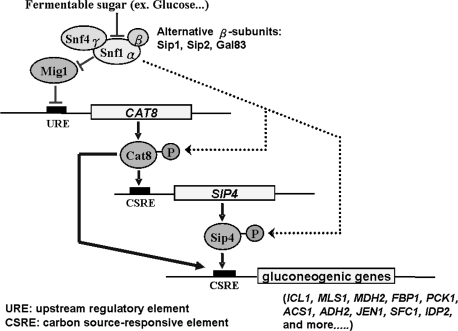 Fermentable sugar (ex. Glucose...)
Snf4 γ
β
Snf1 α
Alternative β-subunits:
Sip1, Sip2, Gal83
Mig1
URE
CAT8
Cat8
P
CSRE
SIP4
Sip4
P
CSRE
gluconeogenic genes
URE: upstream regulatory element
CSRE: carbon source-responsive element
(ICL1, MLS1, MDH2, FBP1, PCK1,
ACS1, ADH2, JEN1, SFC1, IDP2,
and more.....)